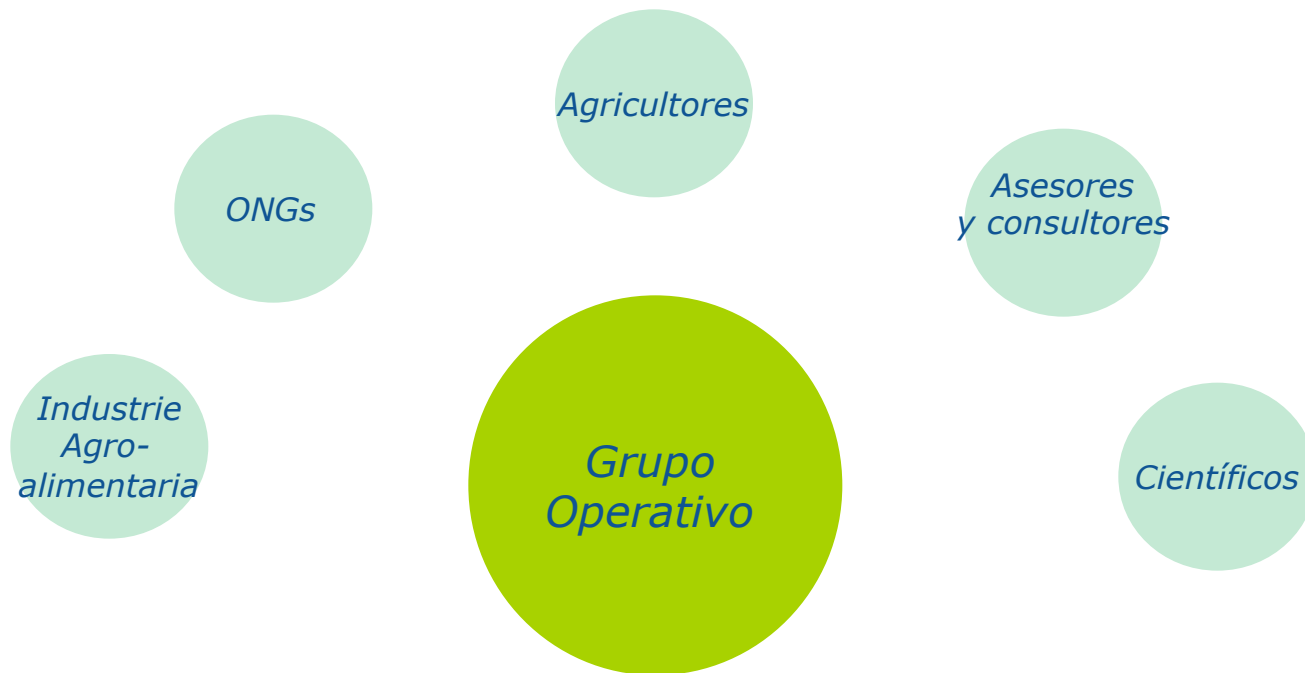 Agricultores
ONGs
Asesores
y consultores
Industrie
Agro-
alimentaria
Grupo
Operativo
Científicos